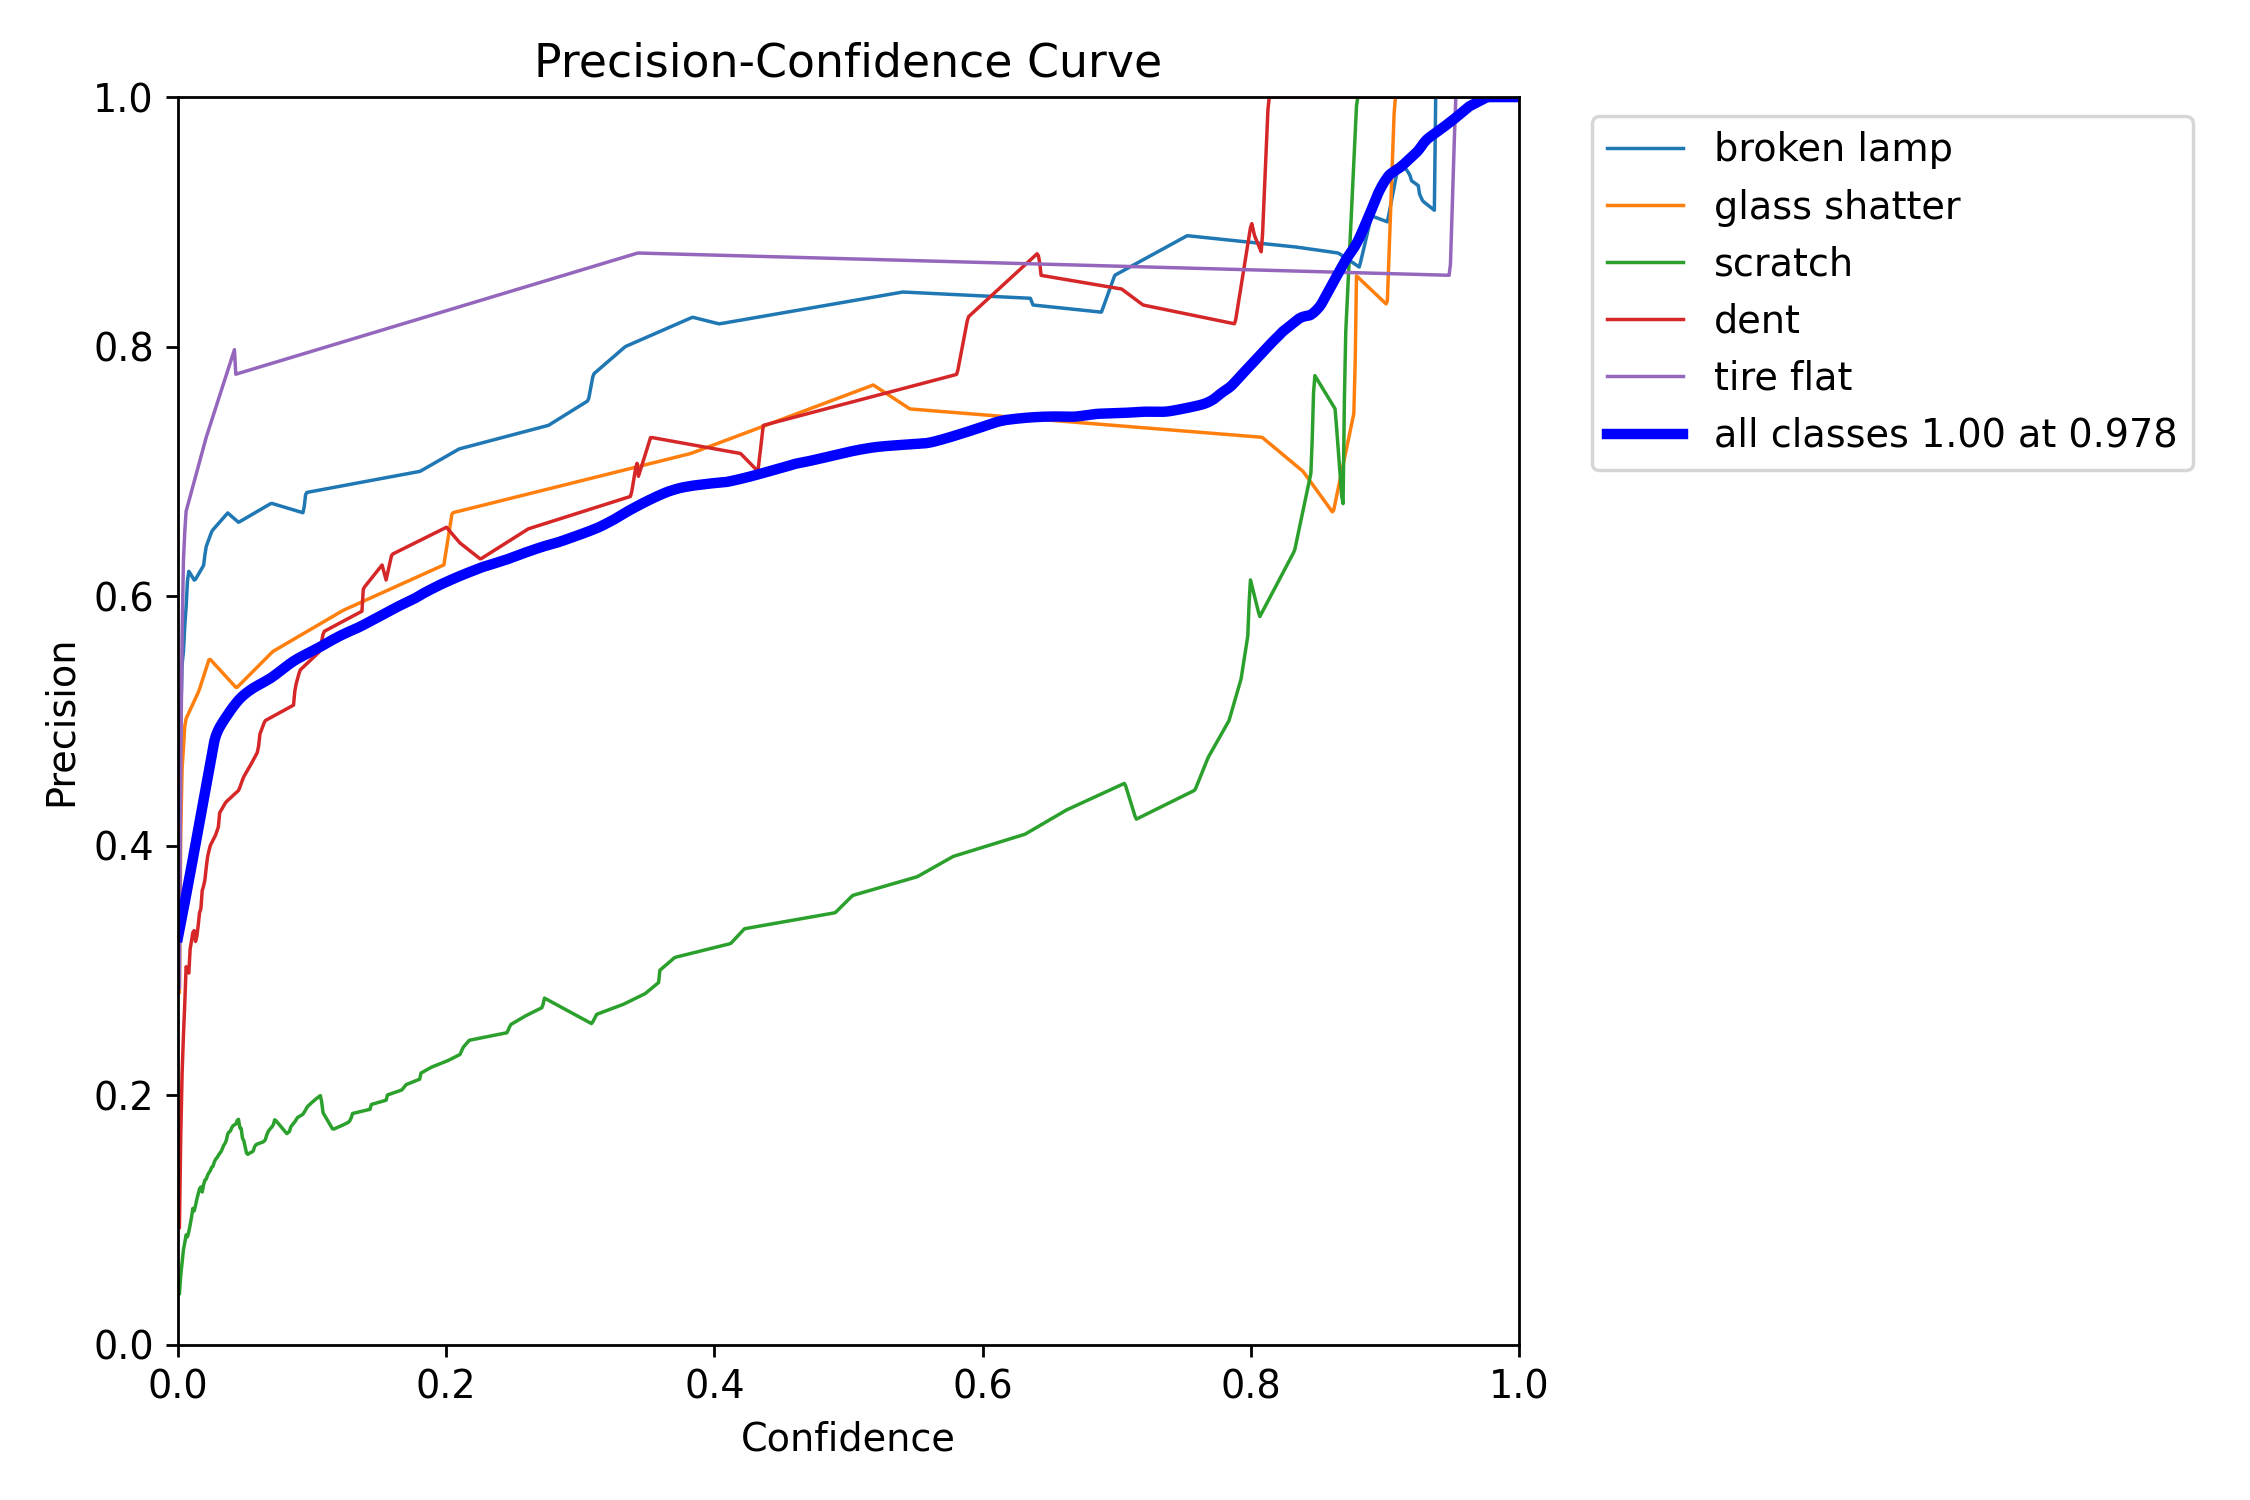 Precision-Confidence Curve
1.0
0.8
0.6
0.4
0.2
0.0
Precision
0.0 0.2 0.4 0.6 0.8 1.0
Confidence
broken lamp
glass shatter
scratch
dent
tire flat
all classes 1.00 at 0.978